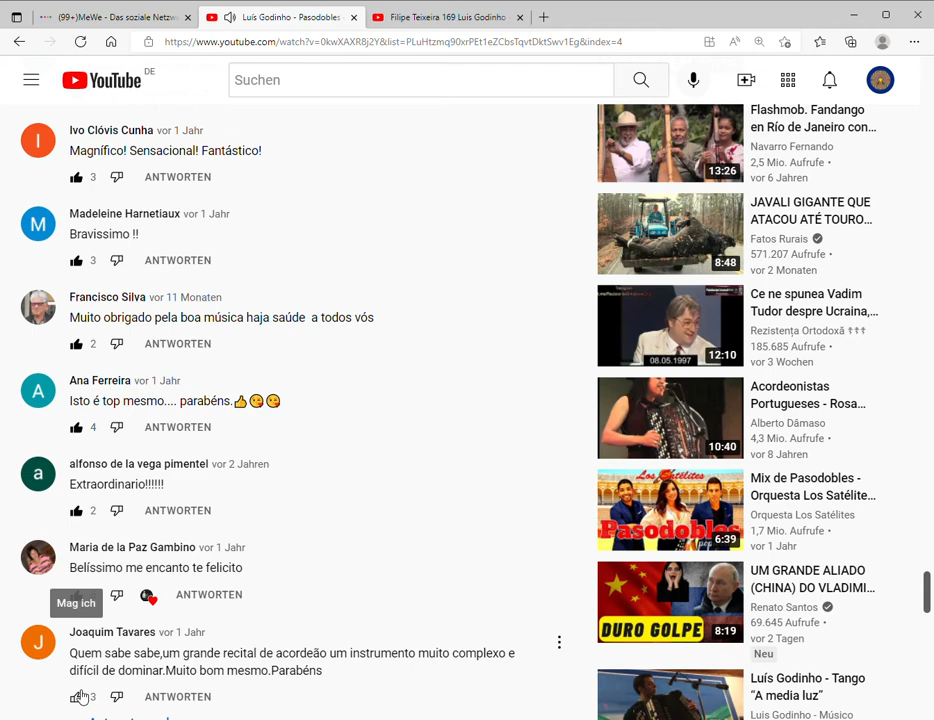 (99+)MeWe - Das soziale Netzw
Luís Godinho - Pasodobles -
Filipe Teixeira 169 Luis Godinho
https://www.youtube.com/watch?v=0kwXAXR8j2Y&list=PLuHtzmq90xrPEt1eZCbsTqvtDktSwv1Eg&index=4
YouTube DE
Suchen
Ivo Clóvis Cunha vor 1 Jahr
Magnífico! Sensacional! Fantástico!
3 ANTWORTEN
Madeleine Harnetiaux vor 1 Jahr
Bravissimo !!
3 ANTWORTEN
Francisco Silva vor 11 Monaten
Muito obrigado pela boa música haja saúde a todos vós
2 ANTWORTEN
Ana Ferreira vor 1 Jahr
Isto é top mesmo.... parabéns.👍😘😘
4 ANTWORTEN
alfonso de la vega pimentel vor 2 Jahren
Extraordinario!!!!!!
2 ANTWORTEN
Maria de la Paz Gambino vor 1 Jahr
Belíssimo me encanto te felicito
ANTWORTEN
Mag ich
Joaquim Tavares vor 1 Jahr
Quem sabe sabe,um grande recital de acordeão um instrumento muito complexo e
difícil de dominar.Muito bom mesmo.Parabéns
3 ANTWORTEN
Flashmob. Fandango
en Río de Janeiro con...
Navarro Fernando
2,5 Mio. Aufrufe •
vor 6 Jahren
13:26
JAVALI GIGANTE QUE
ATACOU ATÉ TOURO...
Fatos Rurais
571.207 Aufrufe •
vor 2 Monaten
8:48
Ce ne spunea Vadim
Tudor despre Ucraina,...
Rezistența Ortodoxă †††
185.685 Aufrufe •
vor 3 Wochen
08.05.1997
12:10
Acordeonistas
Portugueses - Rosa...
Alberto Dâmaso
4,3 Mio. Aufrufe •
vor 8 Jahren
10:40
Mix de Pasodobles -
Orquesta Los Satélite...
Orquesta Los Satélites
1,7 Mio. Aufrufe •
vor 1 Jahr
Los Satélites
Pasodobles
6:39
UM GRANDE ALIADO
(CHINA) DO VLADIMI...
Renato Santos
69.645 Aufrufe •
vor 2 Tagen
Neu
DURO GOLPE
8:19
Luís Godinho - Tango
“A media luz”
Luis Godinho - Músico